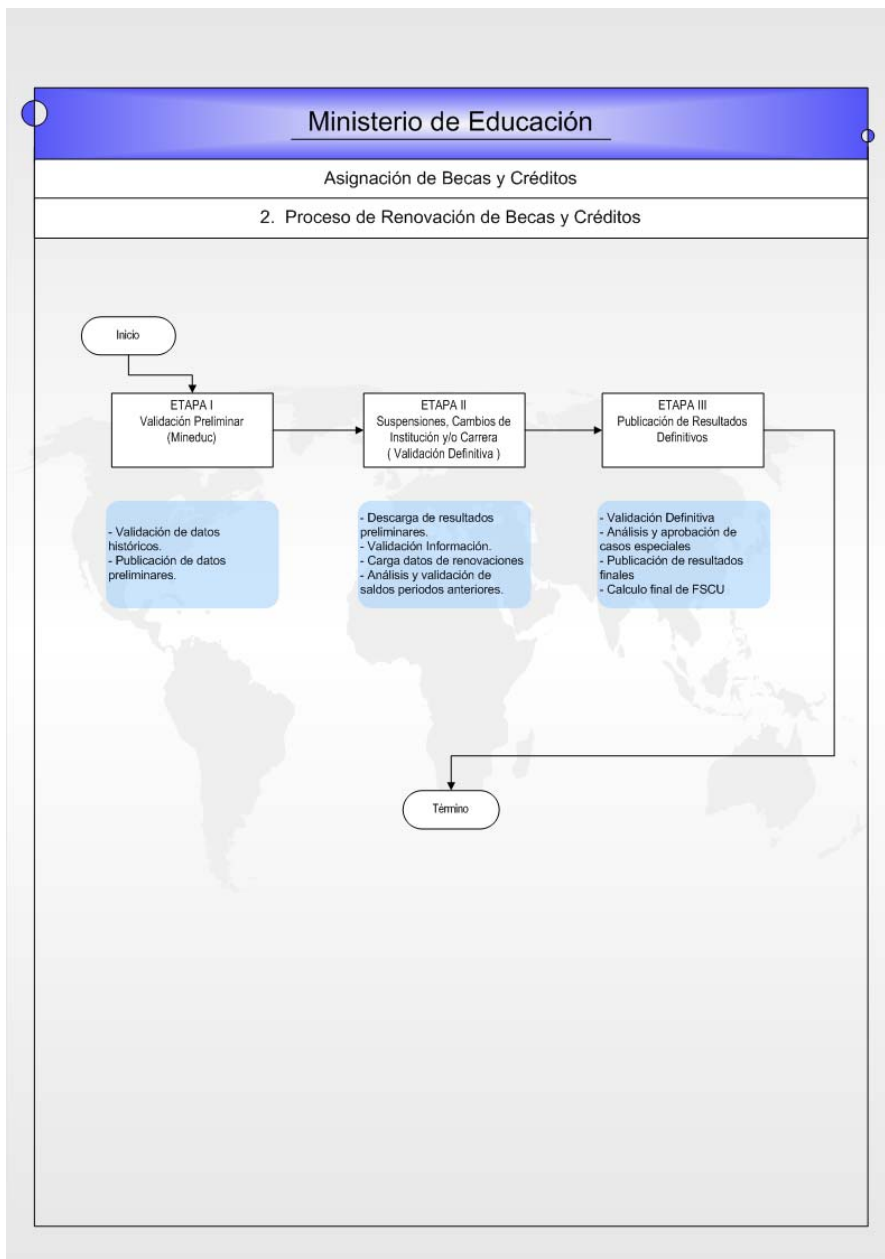 Ministerio de Educación
Asignación de Becas y Créditos
2. Proceso de Renovación de Becas y Créditos
Inicio
ETAPA I
Validación Preliminar
(Mineduc)
ETAPA II
Suspensiones, Cambios de
Institución y/o Carrera
( Validación Definitiva )
ETAPA III
Publicación de Resultados
Definitivos
- Validación de datos
históricos.
- Publicación de datos
preliminares.
- Descarga de resultados
preliminares.
- Validación Información.
- Carga datos de renovaciones
- Análisis y validación de
saldos periodos anteriores.
- Validación Definitiva
- Análisis y aprobación de
casos especiales
- Publicación de resultados
finales
- Calculo final de FSCU
Término